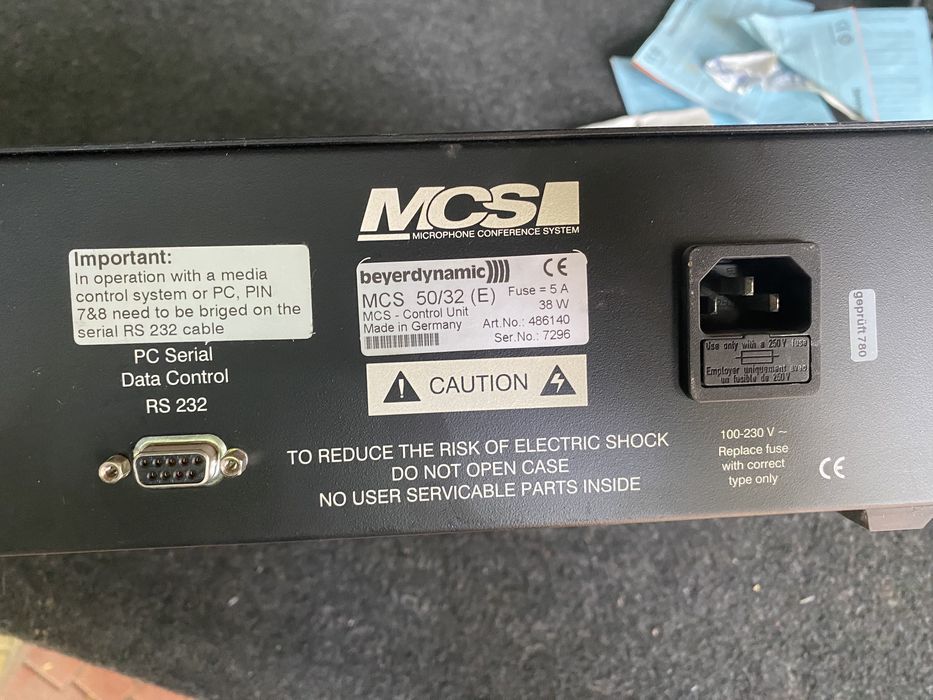 MCS
MICROPHONE CONFERENCE SYSTEM
Important:
In operation with a media
control system or PC, PIN
7&8 need to be briged on the
serial RS 232 cable
PC Serial
Data Control
RS 232
beyerdynamic)))) CE
MCS 50/32 (E) Fuse = 5 A
38 W
MCS - Control Unit
Made in Germany Art.No.: 486140
Ser.No.: 7296
CAUTION
TO REDUCE THE RISK OF ELECTRIC SHOCK
DO NOT OPEN CASE
NO USER SERVICABLE PARTS INSIDE
Use only with a 250 V fuse
Employer uniquement avec
un fusible de 250 V
100-230 V ~
Replace fuse
with correct
type only
CE
geprüft 780